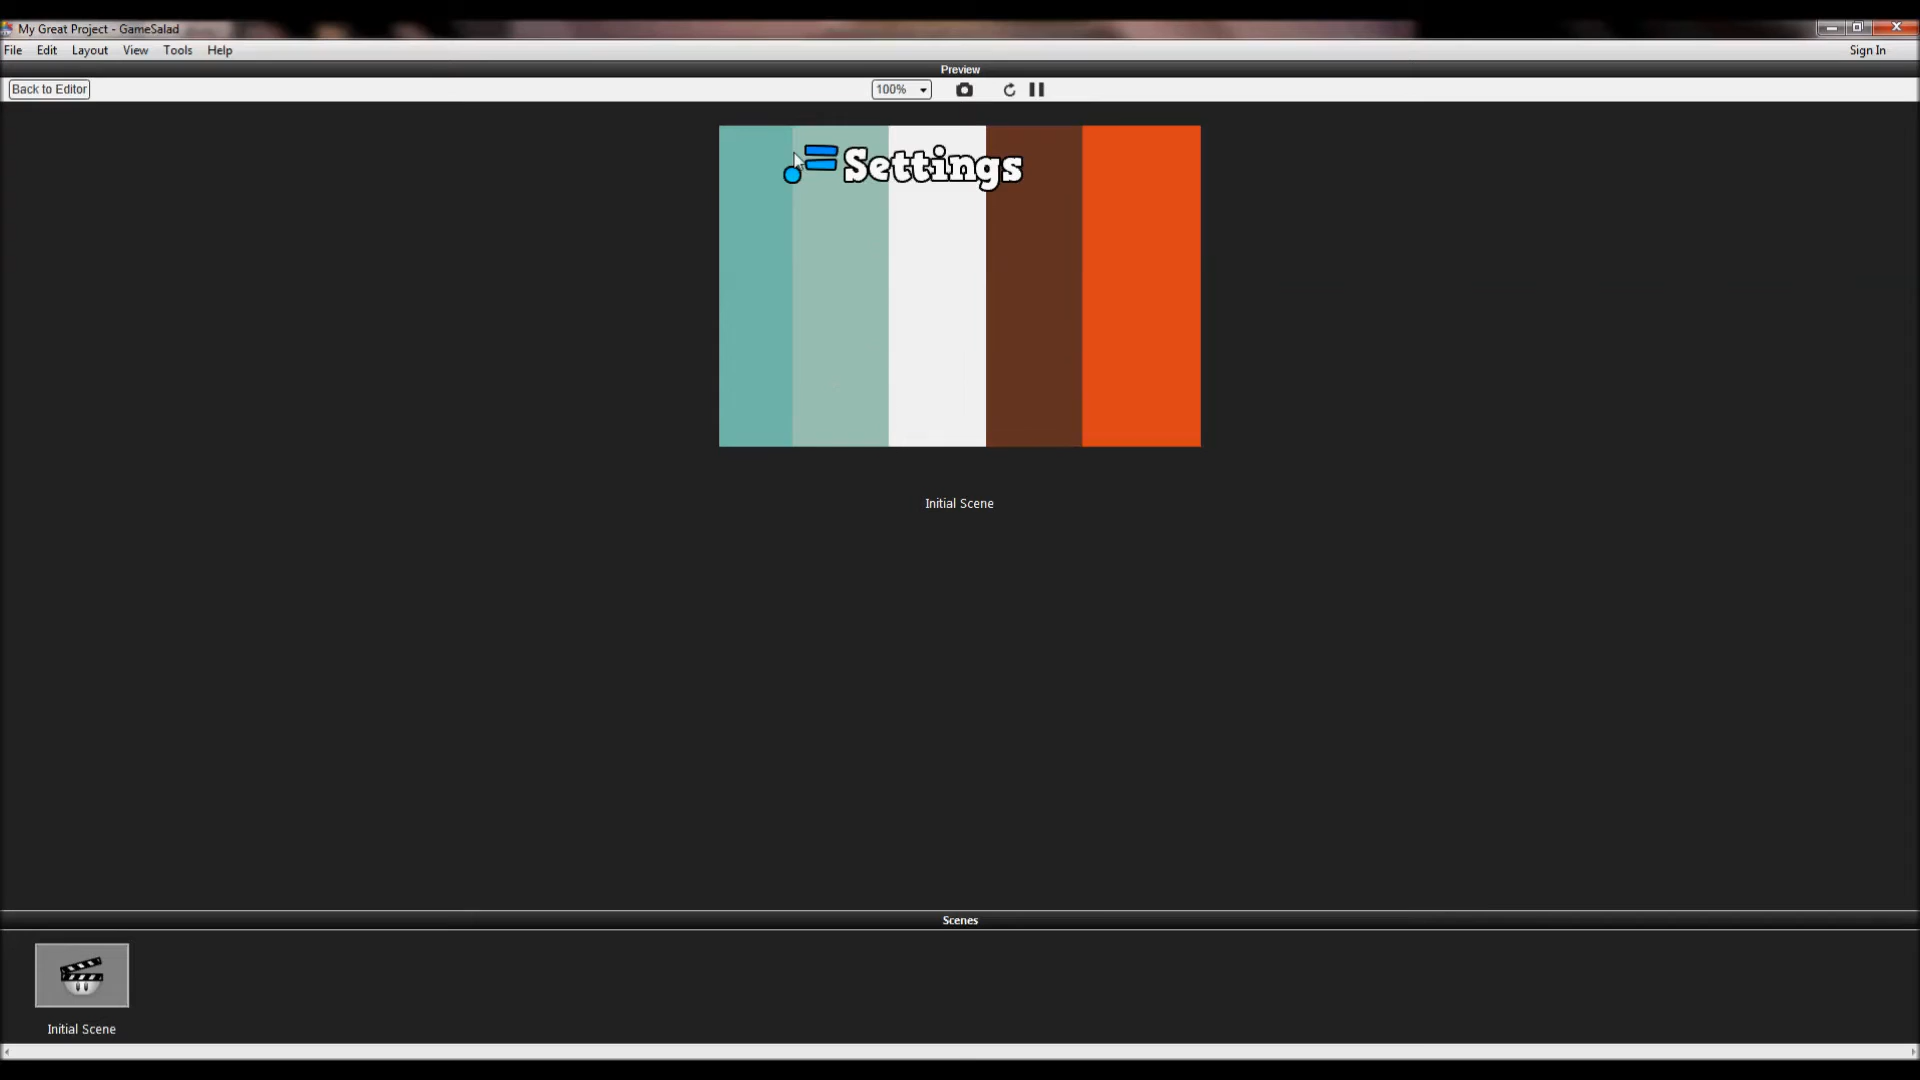 My Great Project - GameSalad
File Edit Layout View Tools Help Sign In
Preview
Back to Editor 100%
Settings
Initial Scene
Scenes
Initial Scene